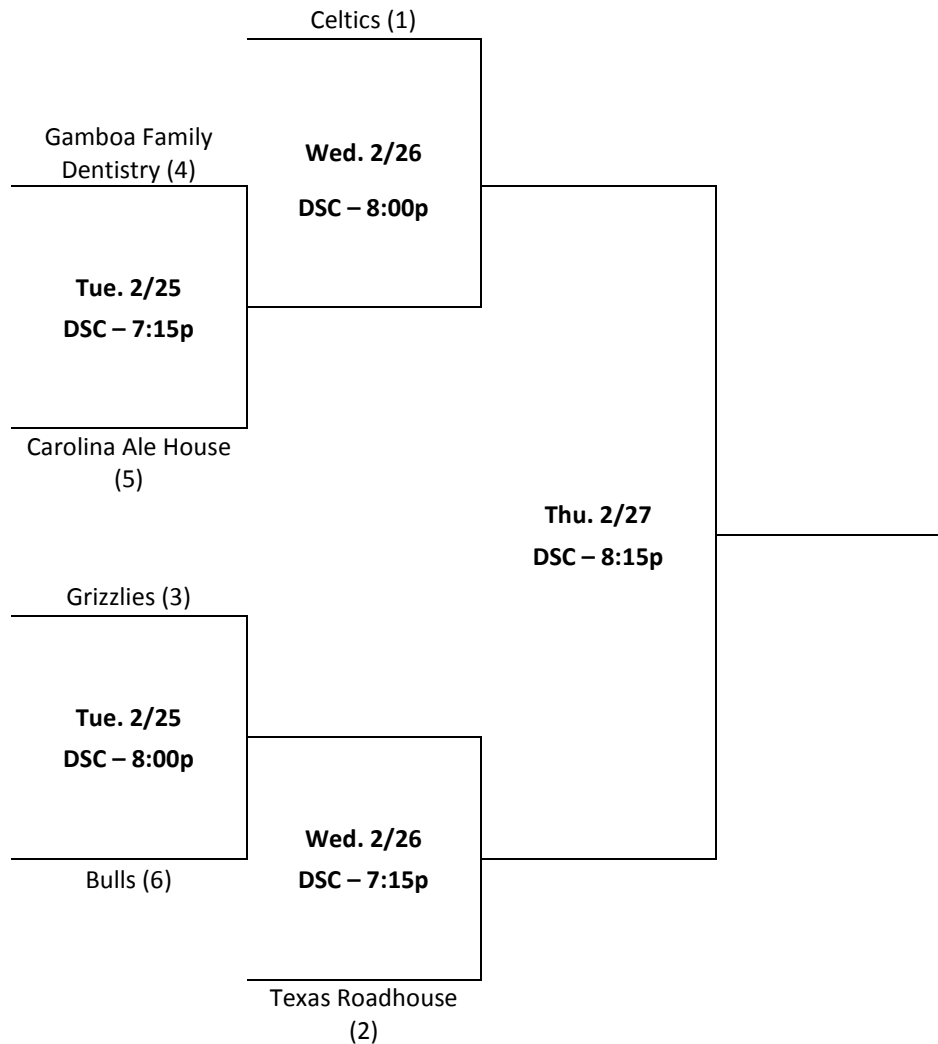 Celtics (1)
Gamboa Family
Dentistry (4)
Wed. 2/26
DSC – 8:00p
Tue. 2/25
DSC – 7:15p
Carolina Ale House
(5)
Thu. 2/27
DSC – 8:15p
Grizzlies (3)
Tue. 2/25
DSC – 8:00p
Wed. 2/26
DSC – 7:15p
Bulls (6)
Texas Roadhouse
(2)